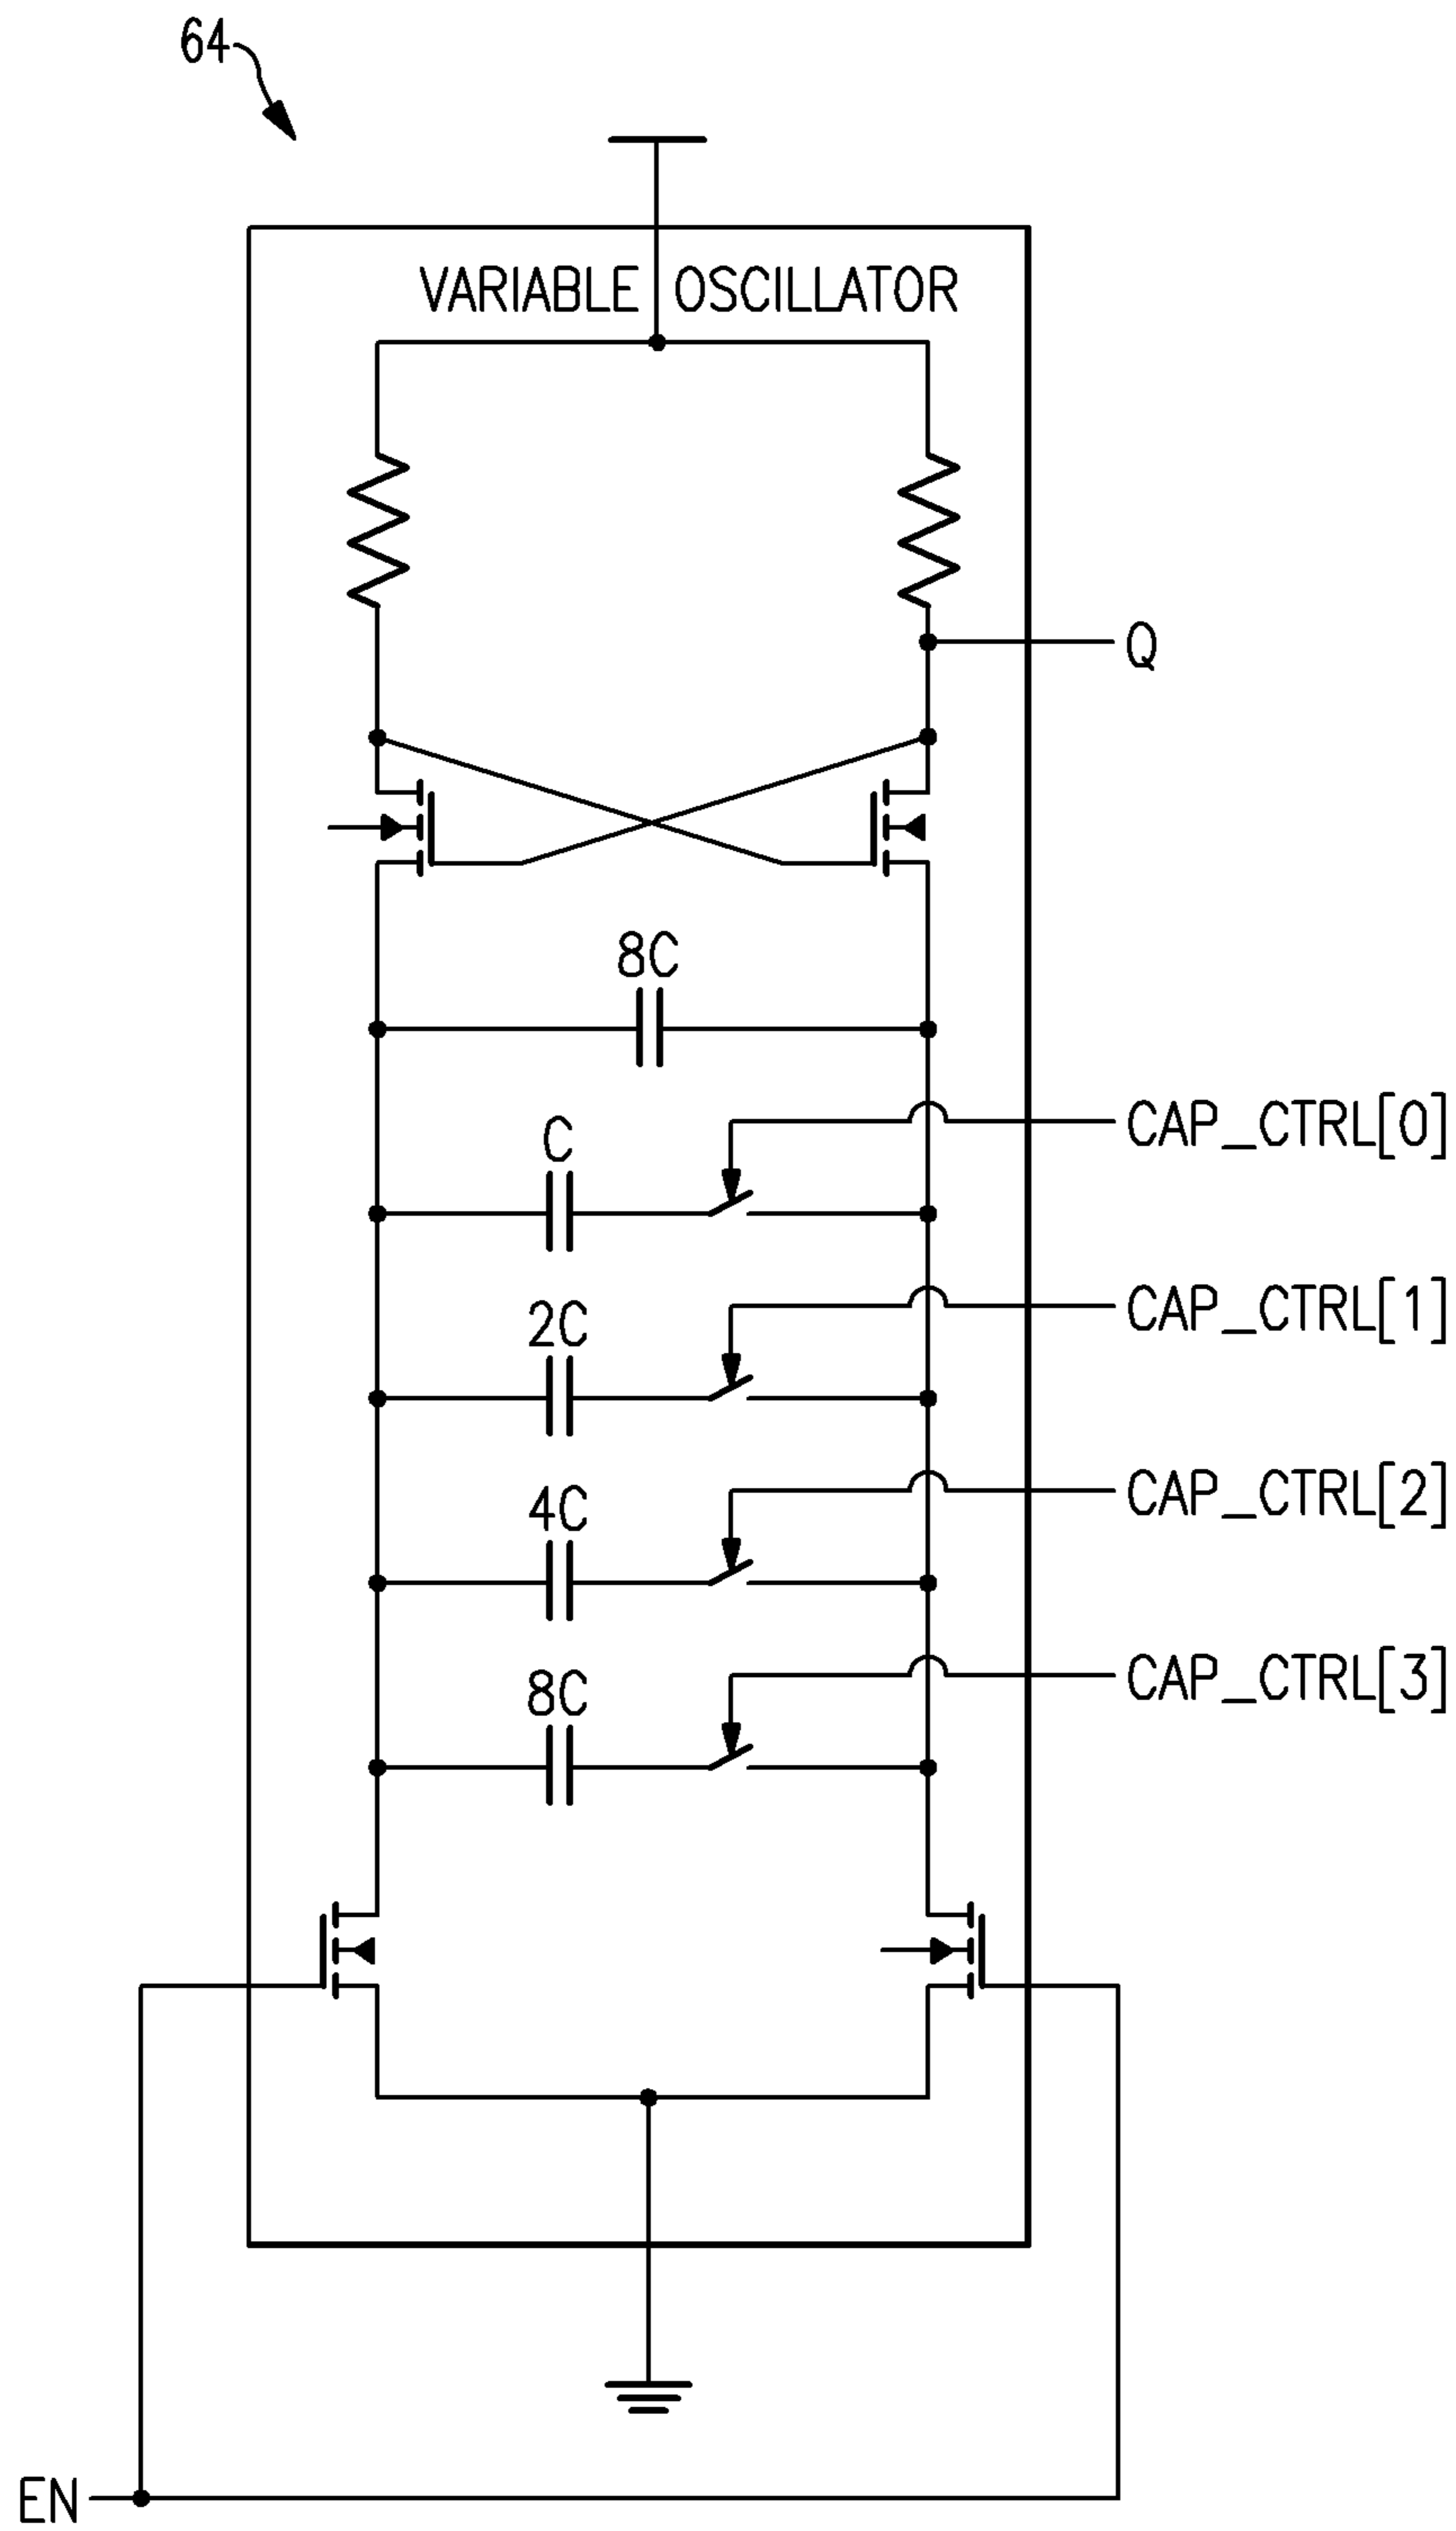 64
VARIABLE OSCILLATOR
Q
8C
CAP_CTRL[0]
C
CAP_CTRL[1]
2C
CAP_CTRL[2]
4C
CAP_CTRL[3]
8C
EN